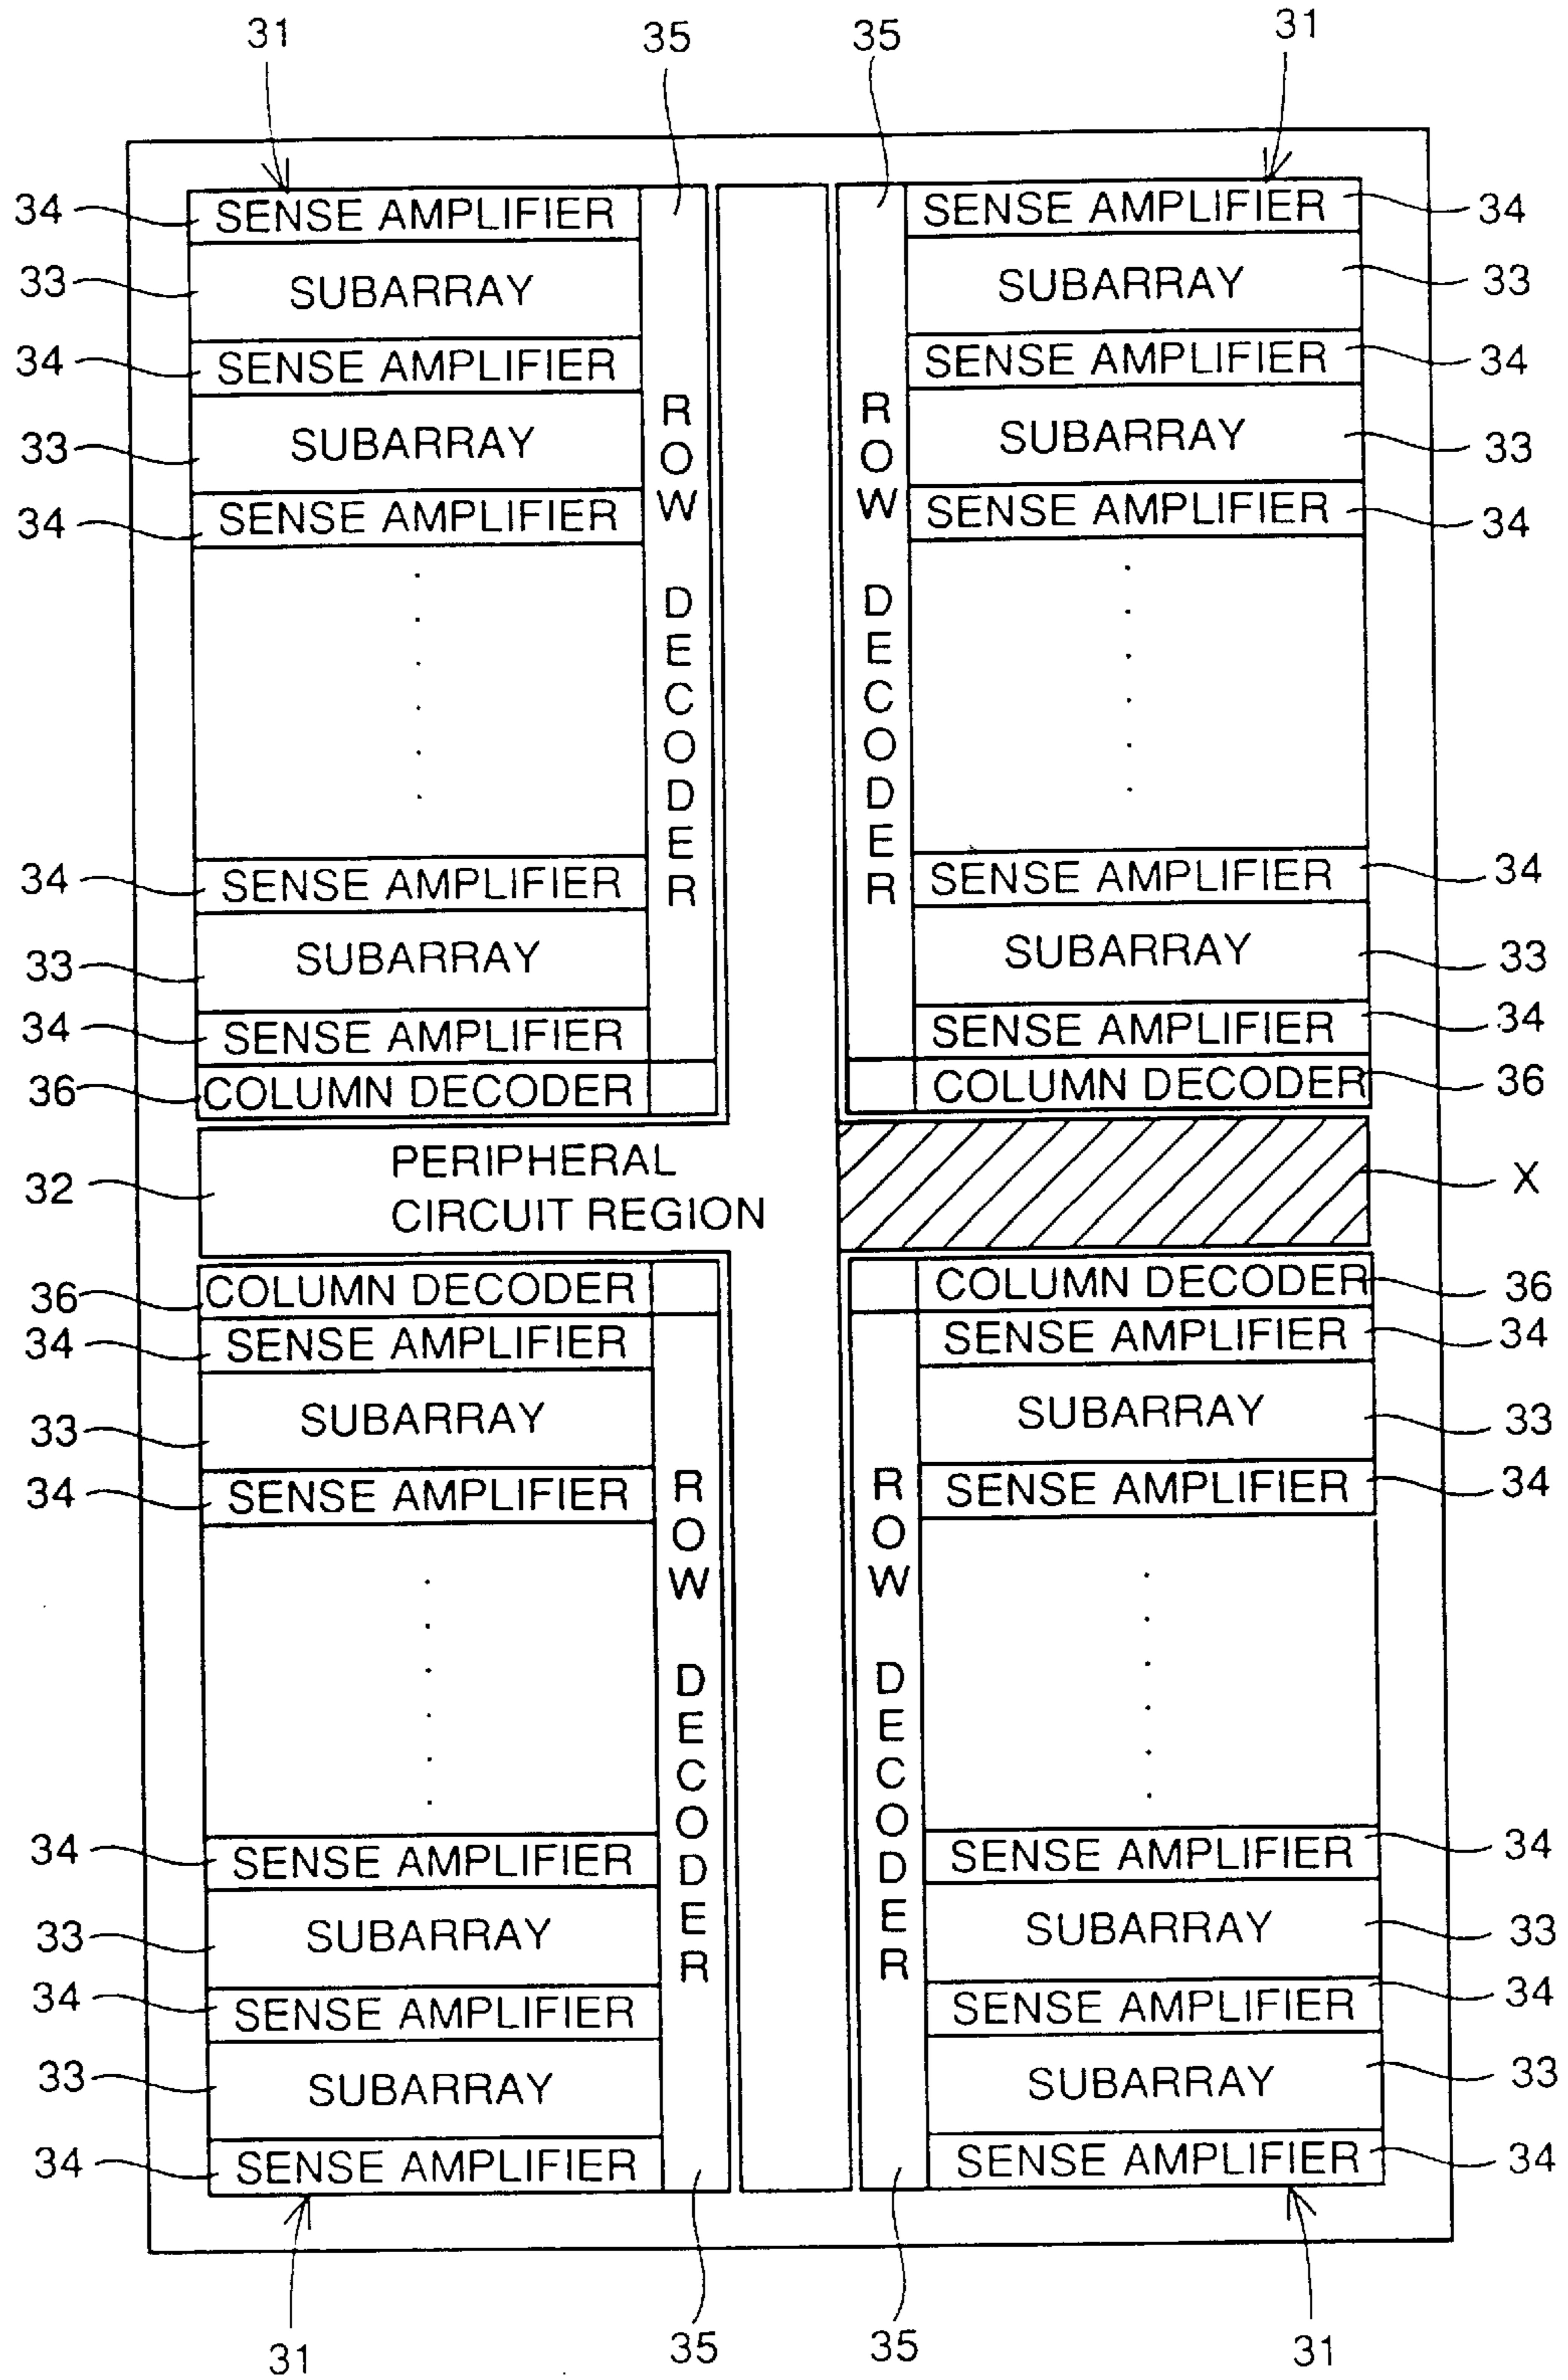 31 35 35 31
34 SENSE AMPLIFIER SENSE AMPLIFIER 34
33 SUBARRAY SUBARRAY 33
34 SENSE AMPLIFIER SENSE AMPLIFIER 34
33 SUBARRAY SUBARRAY 33
34 SENSE AMPLIFIER SENSE AMPLIFIER 34
ROW DECODER ROW DECODER
34 SENSE AMPLIFIER SENSE AMPLIFIER 34
33 SUBARRAY SUBARRAY 33
34 SENSE AMPLIFIER SENSE AMPLIFIER 34
36 COLUMN DECODER COLUMN DECODER 36
32 PERIPHERAL X
CIRCUIT REGION
36 COLUMN DECODER COLUMN DECODER 36
34 SENSE AMPLIFIER SENSE AMPLIFIER 34
33 SUBARRAY SUBARRAY 33
34 SENSE AMPLIFIER SENSE AMPLIFIER 34
ROW DECODER ROW DECODER
34 SENSE AMPLIFIER SENSE AMPLIFIER 34
33 SUBARRAY SUBARRAY 33
34 SENSE AMPLIFIER SENSE AMPLIFIER 34
33 SUBARRAY SUBARRAY 33
34 SENSE AMPLIFIER SENSE AMPLIFIER 34
31 35 35 31